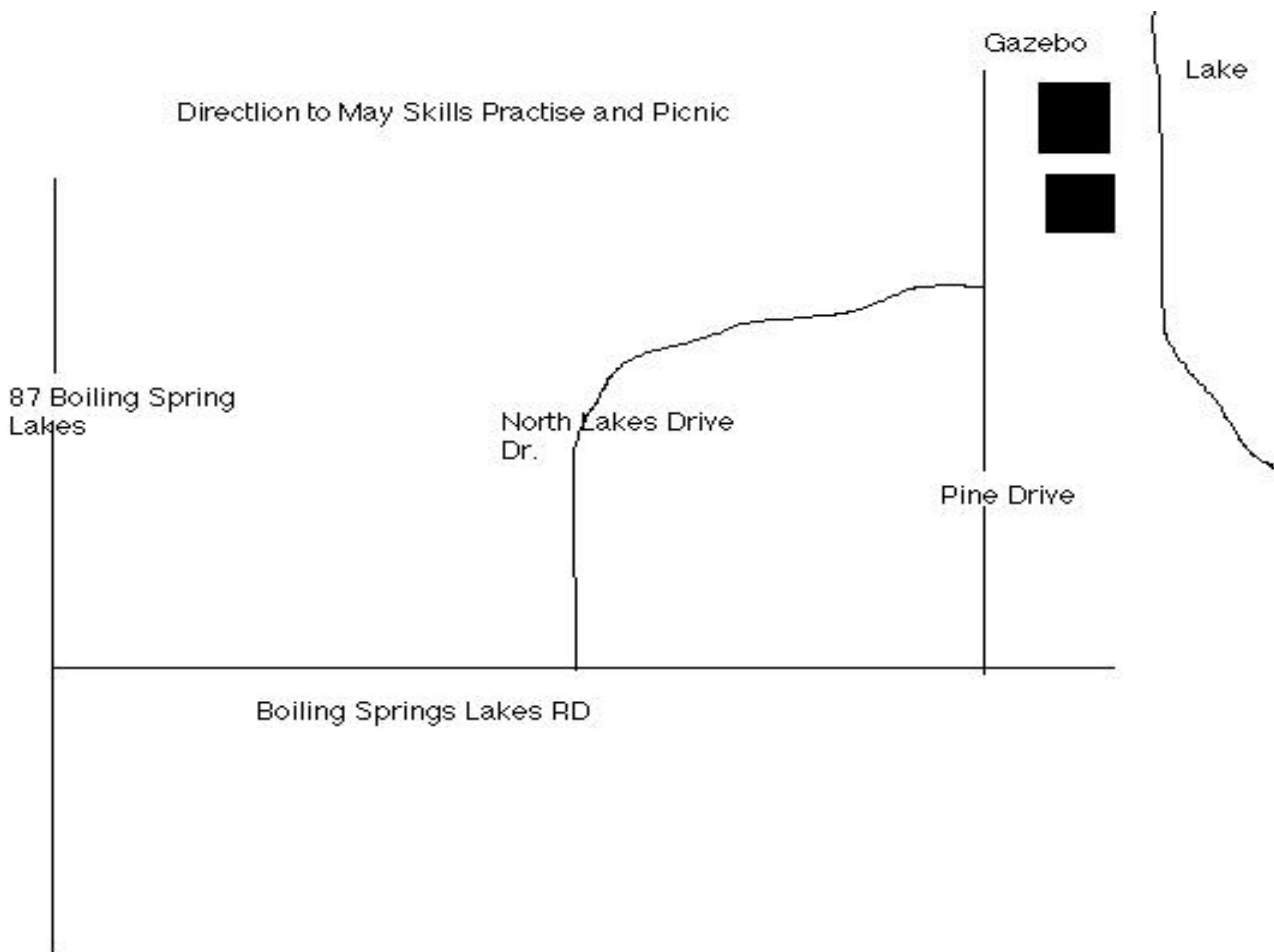 Gazebo
Lake
Directlion to May Skills Practise and Picnic
87 Boiling Spring
Lakes
North Lakes Drive
Dr.
Pine Drive
Boiling Springs Lakes RD